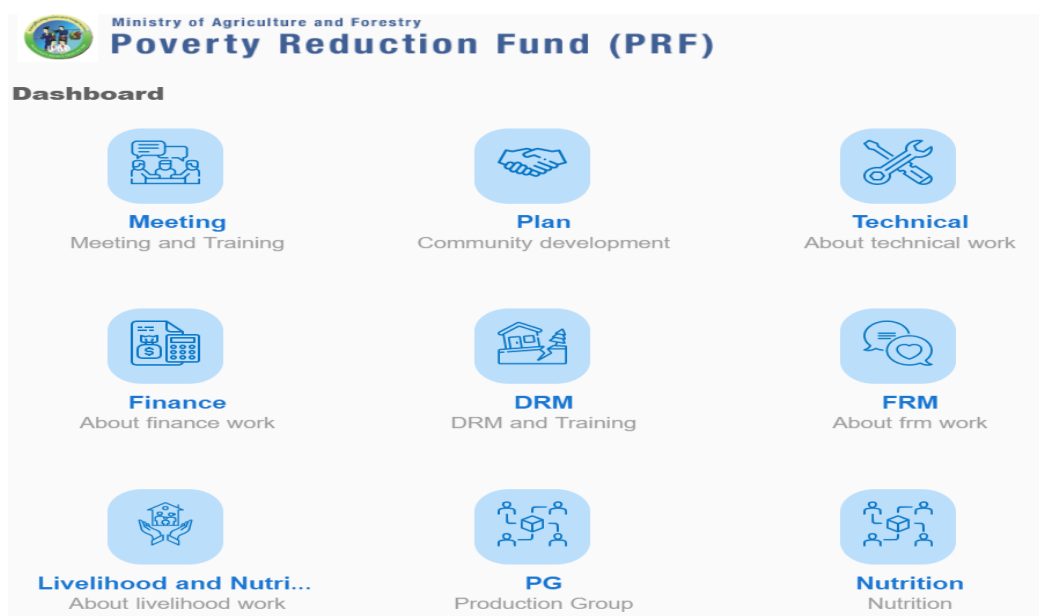 Ministry of Agriculture and Forestry
Poverty Reduction Fund (PRF)
Dashboard
Meeting
Meeting and Training
Plan
Community development
Technical
About technical work
Finance
About finance work
DRM
DRM and Training
FRM
About frm work
Livelihood and Nutri...
About livelihood work
PG
Production Group
Nutrition
Nutrition